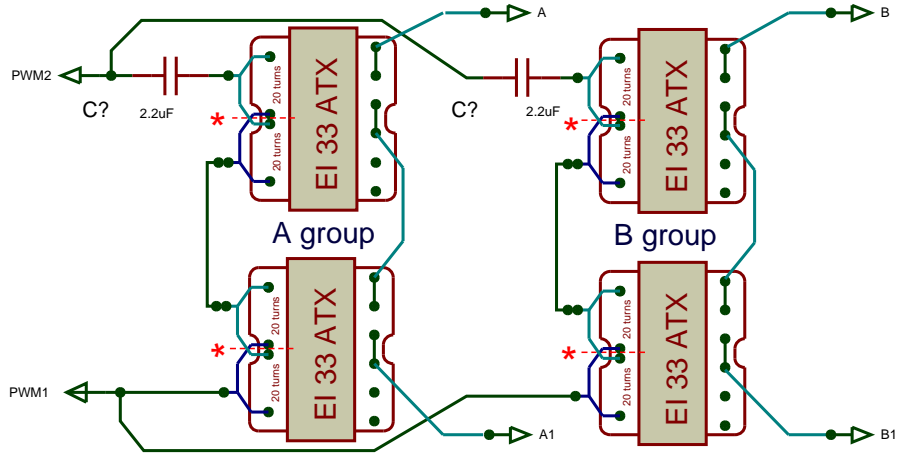 A
B
PWM2
C?
2.2uF
*
20 turns
20 turns
EI 33 ATX
C?
2.2uF
*
20 turns
20 turns
EI 33 ATX
A group
B group
*
20 turns
20 turns
EI 33 ATX
*
20 turns
20 turns
EI 33 ATX
PWM1
A1
B1